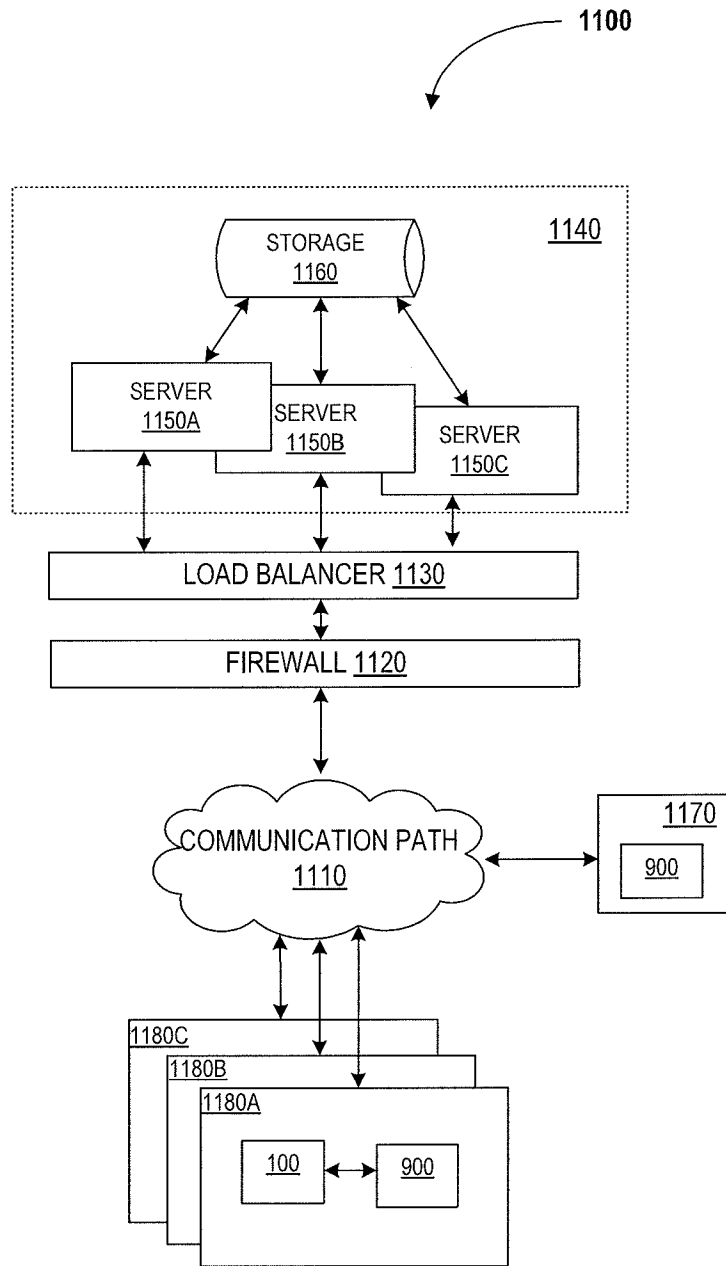 1100
1140
STORAGE
1160
SERVER
1150A
SERVER
1150B
SERVER
1150C
LOAD BALANCER 1130
FIREWALL 1120
COMMUNICATION PATH
1110
1170
900
1180C
1180B
1180A
100
900